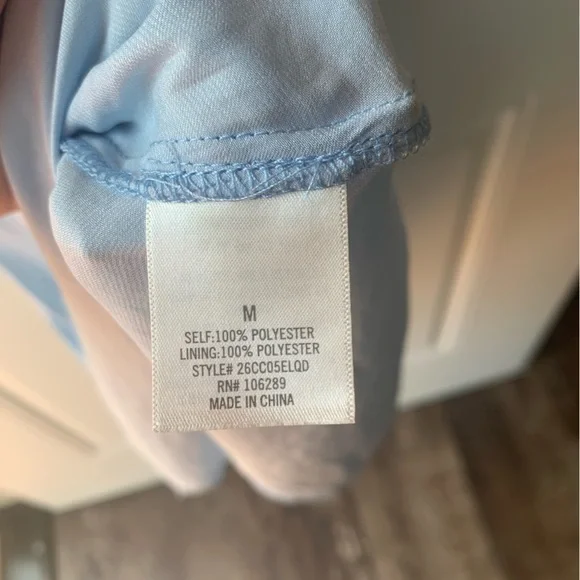 M
SELF:100% POLYESTER
LINING:100% POLYESTER
STYLE# 26CC05ELQD
RN# 106289
MADE IN CHINA